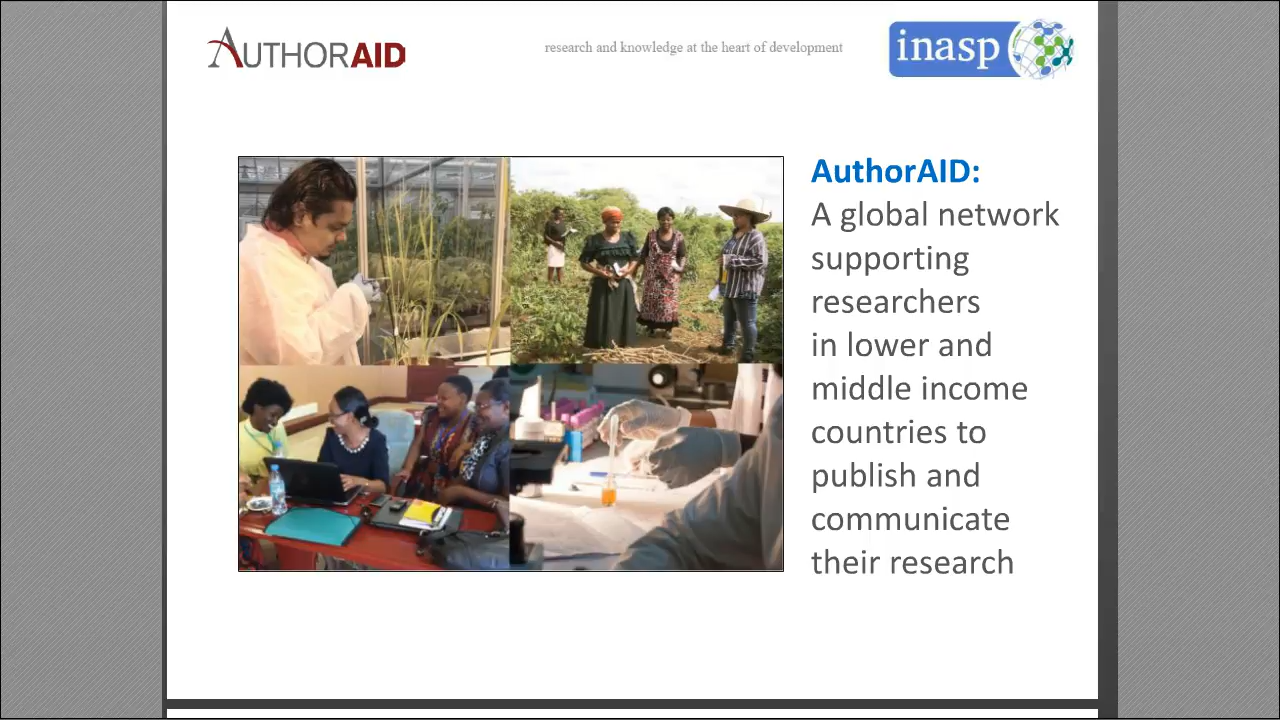 AUTHORAID
research and knowledge at the heart of development
inasp
AuthorAID:
A global network
supporting
researchers
in lower and
middle income
countries to
publish and
communicate
their research